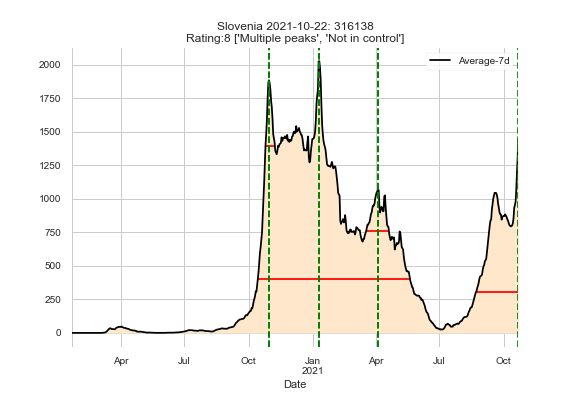 Slovenia 2021-10-22: 316138
Rating:8 ['Multiple peaks', 'Not in control']
Average-7d
2000
1750
1500
1250
1000
750
500
250
0
Apr Jul Oct Jan Apr Jul Oct
2021
Date